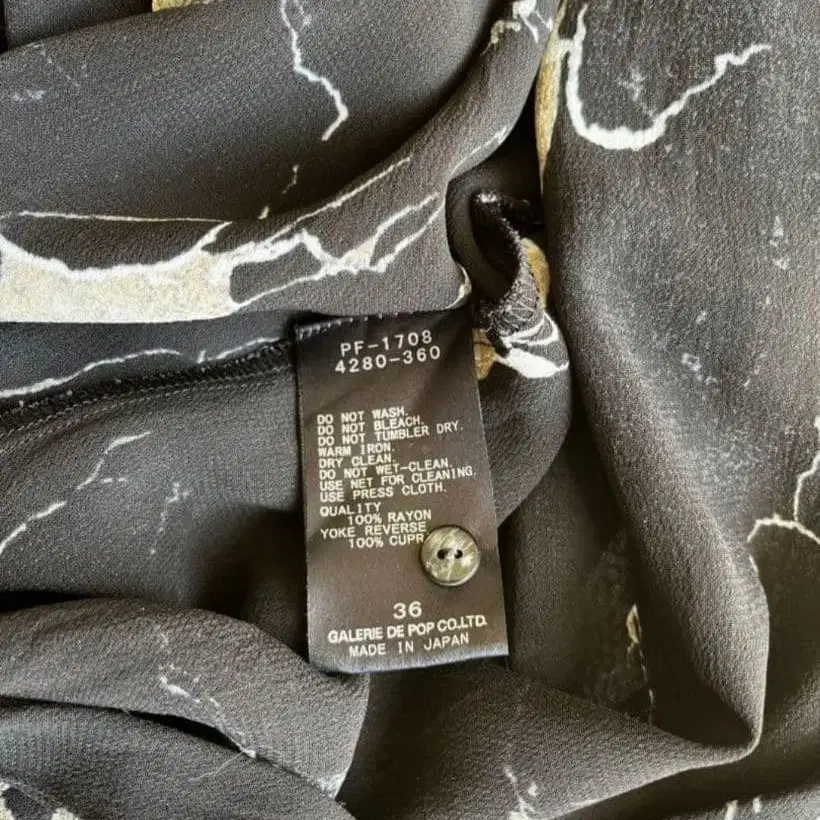 PF-1708
4280-360
DO NOT WASH.
DO NOT BLEACH.
DO NOT TUMBLER DRY.
WARM IRON.
DRY CLEAN.
DO NOT WET-CLEAN.
USE NET FOR CLEANING.
USE PRESS CLOTH.
QUALITY
100% RAYON
YOKE REVERSE
100% CUPR
36
GALERIE DE POP CO.LTD.
MADE IN JAPAN